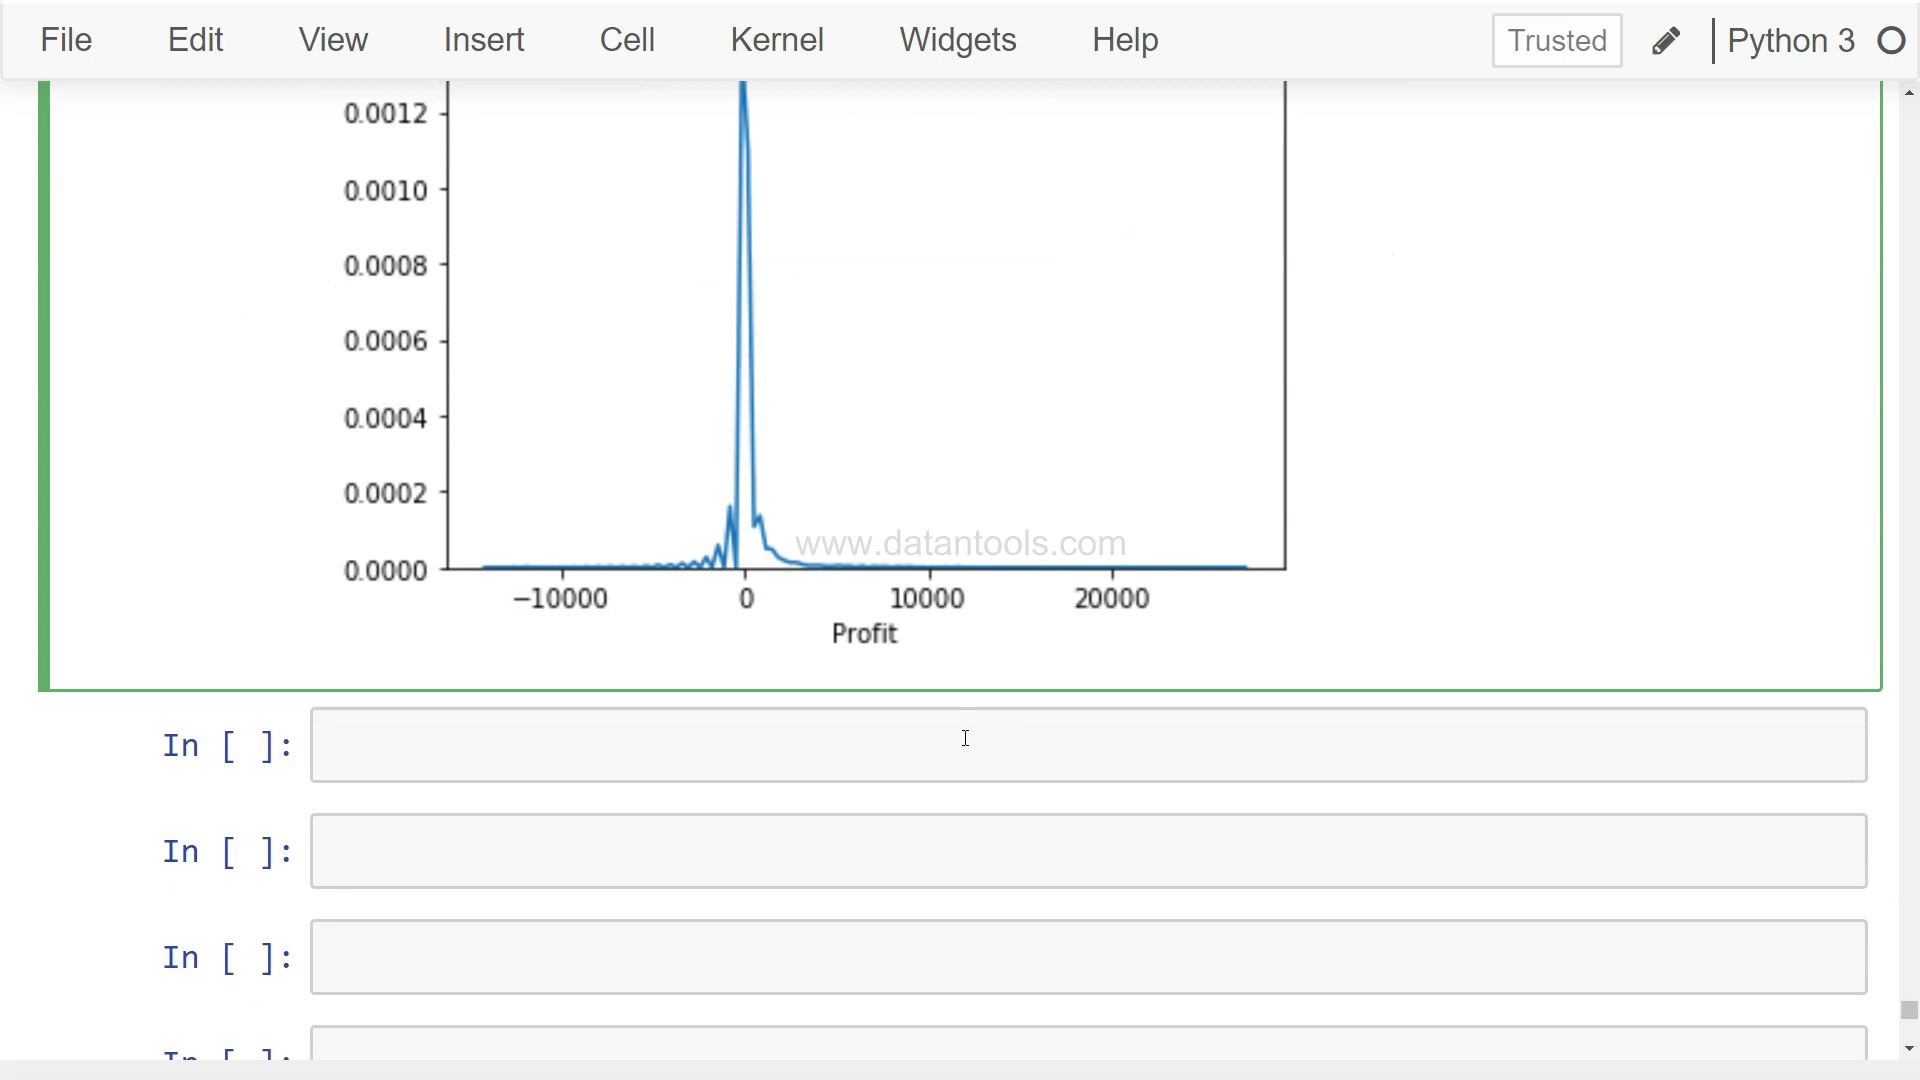 File Edit View Insert Cell Kernel Widgets Help Trusted Python 3
0.0012
0.0010
0.0008
0.0006
0.0004
0.0002
0.0000
www.datantools.com
−10000 0 10000 20000
Profit
In [ ]:
In [ ]:
In [ ]:
In [ ]: